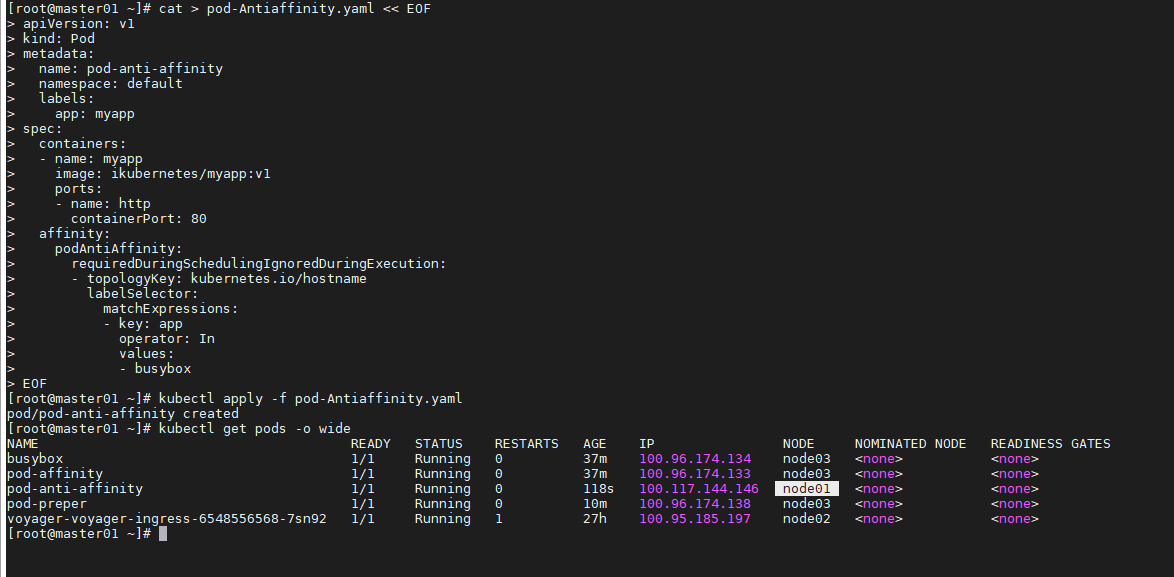 [root@master01 ~]# cat > pod-Antiaffinity.yaml << EOF
> apiVersion: v1
> kind: Pod
> metadata:
>   name: pod-anti-affinity
>   namespace: default
>   labels:
>     app: myapp
> spec:
>   containers:
>   - name: myapp
>     image: ikubernetes/myapp:v1
>     ports:
>     - name: http
>       containerPort: 80
>   affinity:
>     podAntiAffinity:
>       requiredDuringSchedulingIgnoredDuringExecution:
>       - topologyKey: kubernetes.io/hostname
>         labelSelector:
>           matchExpressions:
>           - key: app
>             operator: In
>             values:
>             - busybox
> EOF
[root@master01 ~]# kubectl apply -f pod-Antiaffinity.yaml
pod/pod-anti-affinity created
[root@master01 ~]# kubectl get pods -o wide
NAME                                       READY   STATUS    RESTARTS   AGE    IP                NODE     NOMINATED NODE   READINESS GATES
busybox                                    1/1     Running   0          37m    100.96.174.134    node03   <none>           <none>
pod-affinity                               1/1     Running   0          37m    100.96.174.133    node03   <none>           <none>
pod-anti-affinity                          1/1     Running   0          118s   100.117.144.146   node01   <none>           <none>
pod-preper                                 1/1     Running   0          10m    100.96.174.138    node03   <none>           <none>
voyager-voyager-ingress-6548556568-7sn92   1/1     Running   1          27h    100.95.185.197    node02   <none>           <none>
[root@master01 ~]#